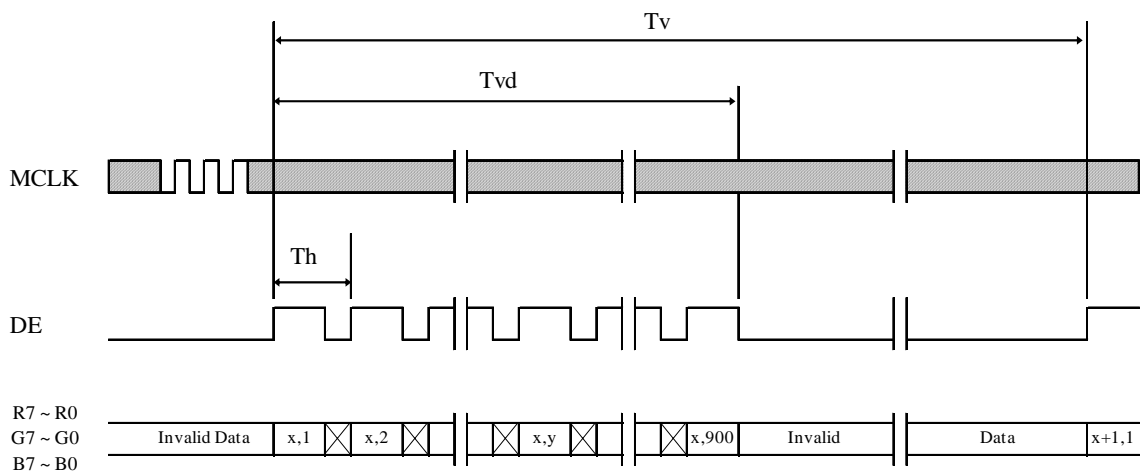 Tv
Tvd
MCLK
Th
DE
R7 ~ R0
G7 ~ G0
B7 ~ B0
Invalid Data
x,1
x,2
x,y
x,900
Invalid
Data
x+1,1